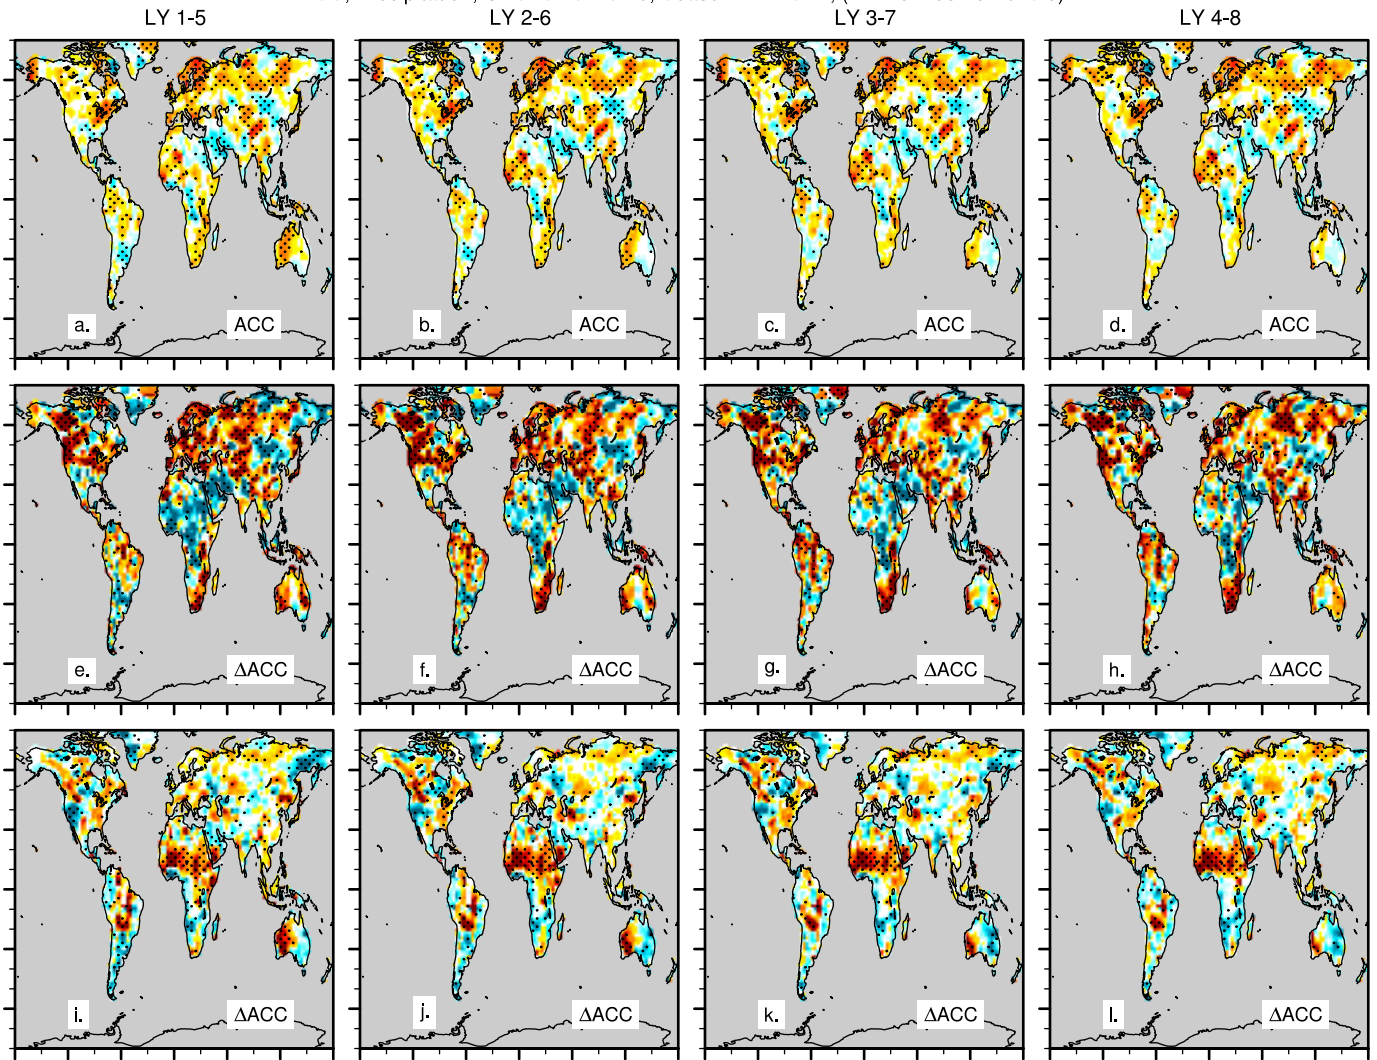 LY 1-5 LY 2-6 LY 3-7 LY 4-8
a. ACC b. ACC c. ACC d. ACC
e. ΔACC f. ΔACC g. ΔACC h. ΔACC
i. ΔACC j. ΔACC k. ΔACC l. ΔACC